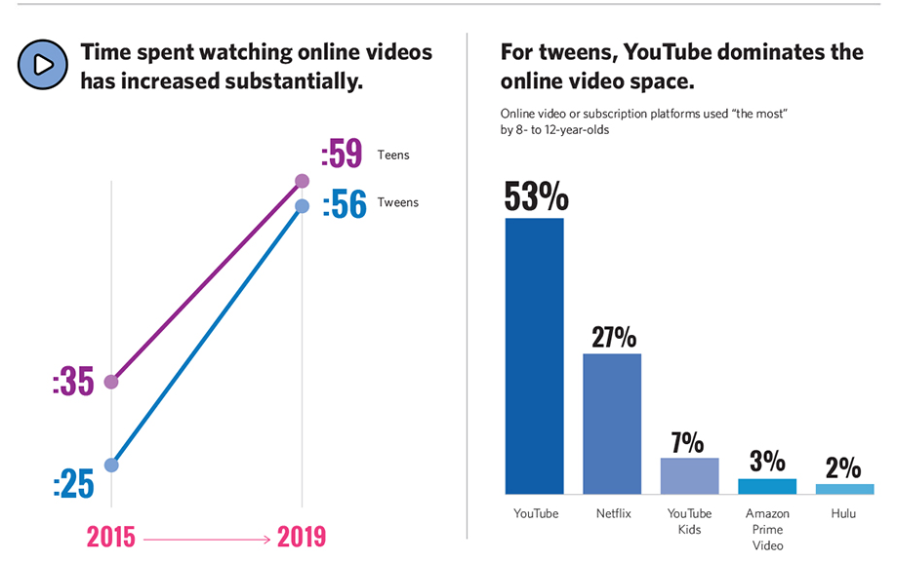 Time spent watching online videos
has increased substantially.
:59 Teens
:56 Tweens
:35
:25
2015
2019
For tweens, YouTube dominates the
online video space.
Online video or subscription platforms used “the most”
by 8- to 12-year-olds
53%
27%
7%
3%
2%
YouTube
Netflix
YouTube
Kids
Amazon
Prime
Video
Hulu